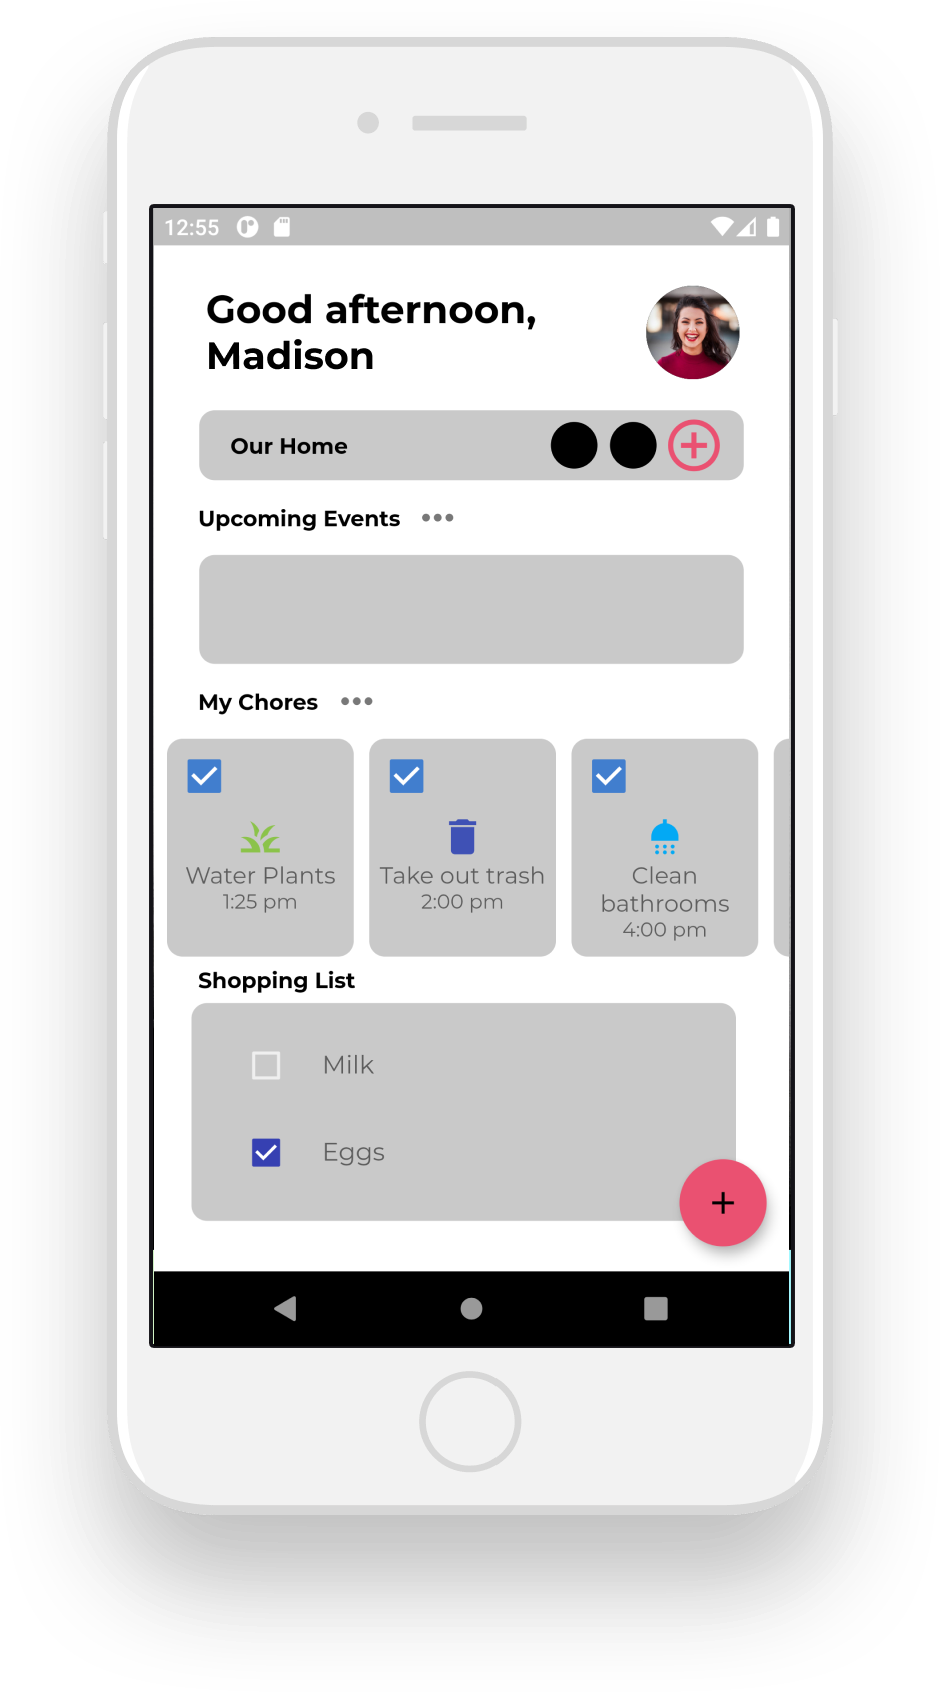 12:55
Good afternoon,
Madison
Our Home
Upcoming Events
My Chores
Water Plants
1:25 pm
Take out trash
2:00 pm
Clean
bathrooms
4:00 pm
Shopping List
Milk
Eggs